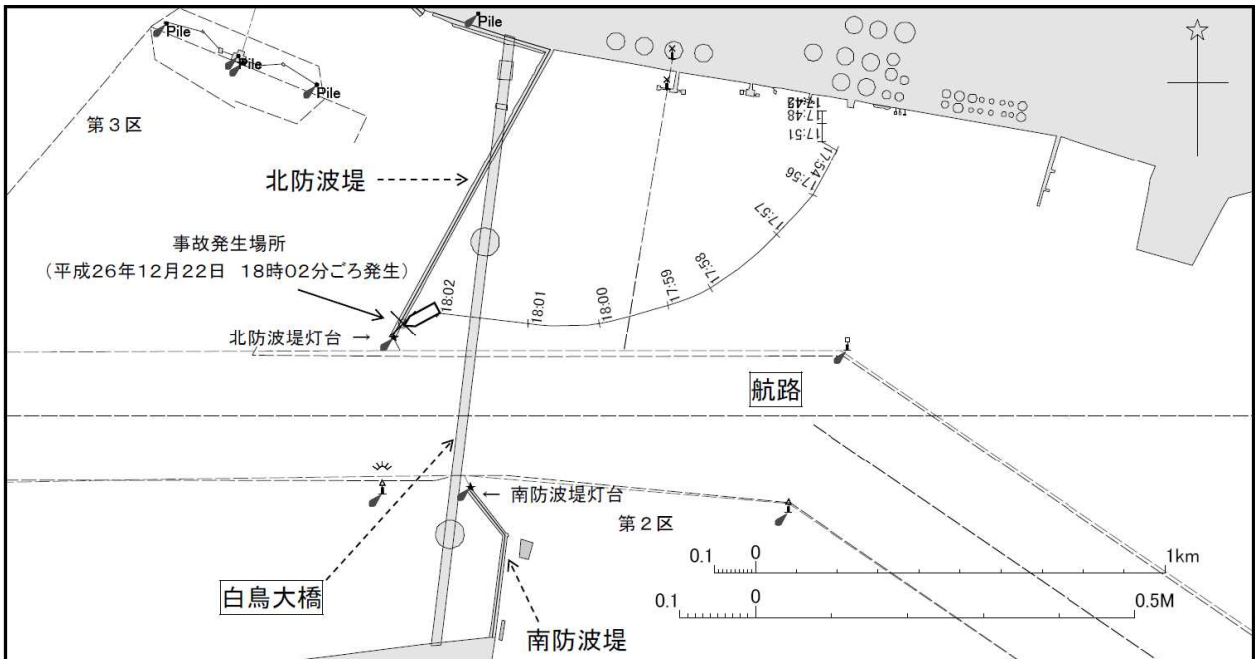 Pile
Pile
Pile
Pile
第3区
北防波堤
事故発生場所
(平成26年12月22日 18時02分ごろ発生)
北防波堤灯台 →
17:42
17:48
17:51
17:54
17:56
17:57
17:58
17:59
18:00
18:01
18:02
航路
← 南防波堤灯台
第2区
白鳥大橋
南防波堤
0.1 0 1km
0.1 0 0.5M